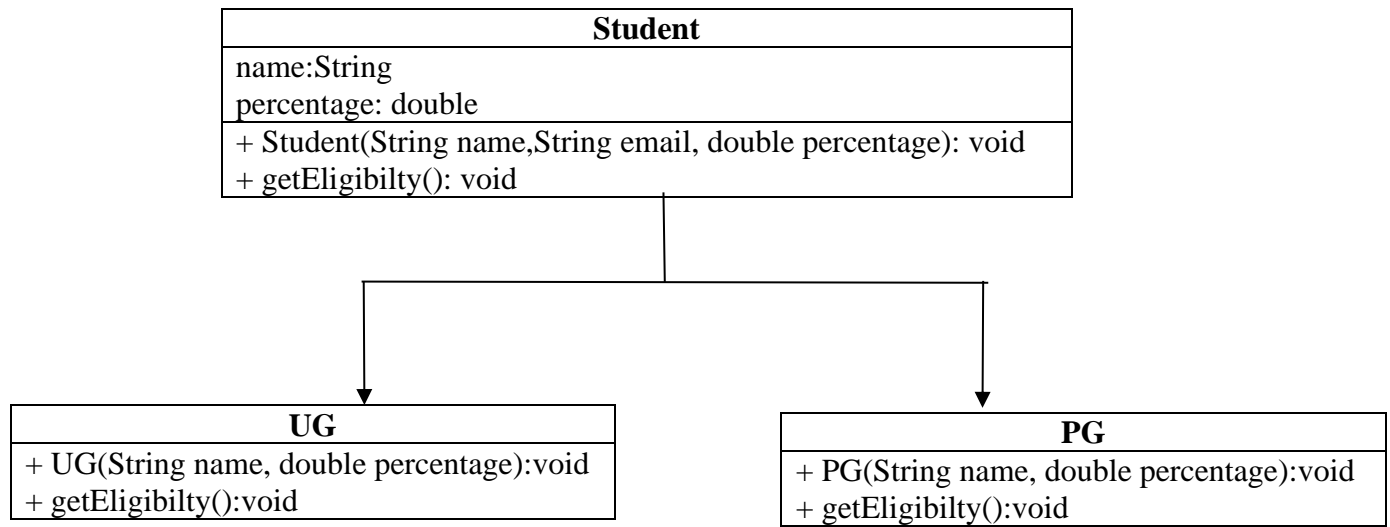 Student
name:String
percentage: double
+ Student(String name,String email, double percentage): void
+ getEligibilty(): void
UG
+ UG(String name, double percentage):void
+ getEligibilty():void
PG
+ PG(String name, double percentage):void
+ getEligibilty():void